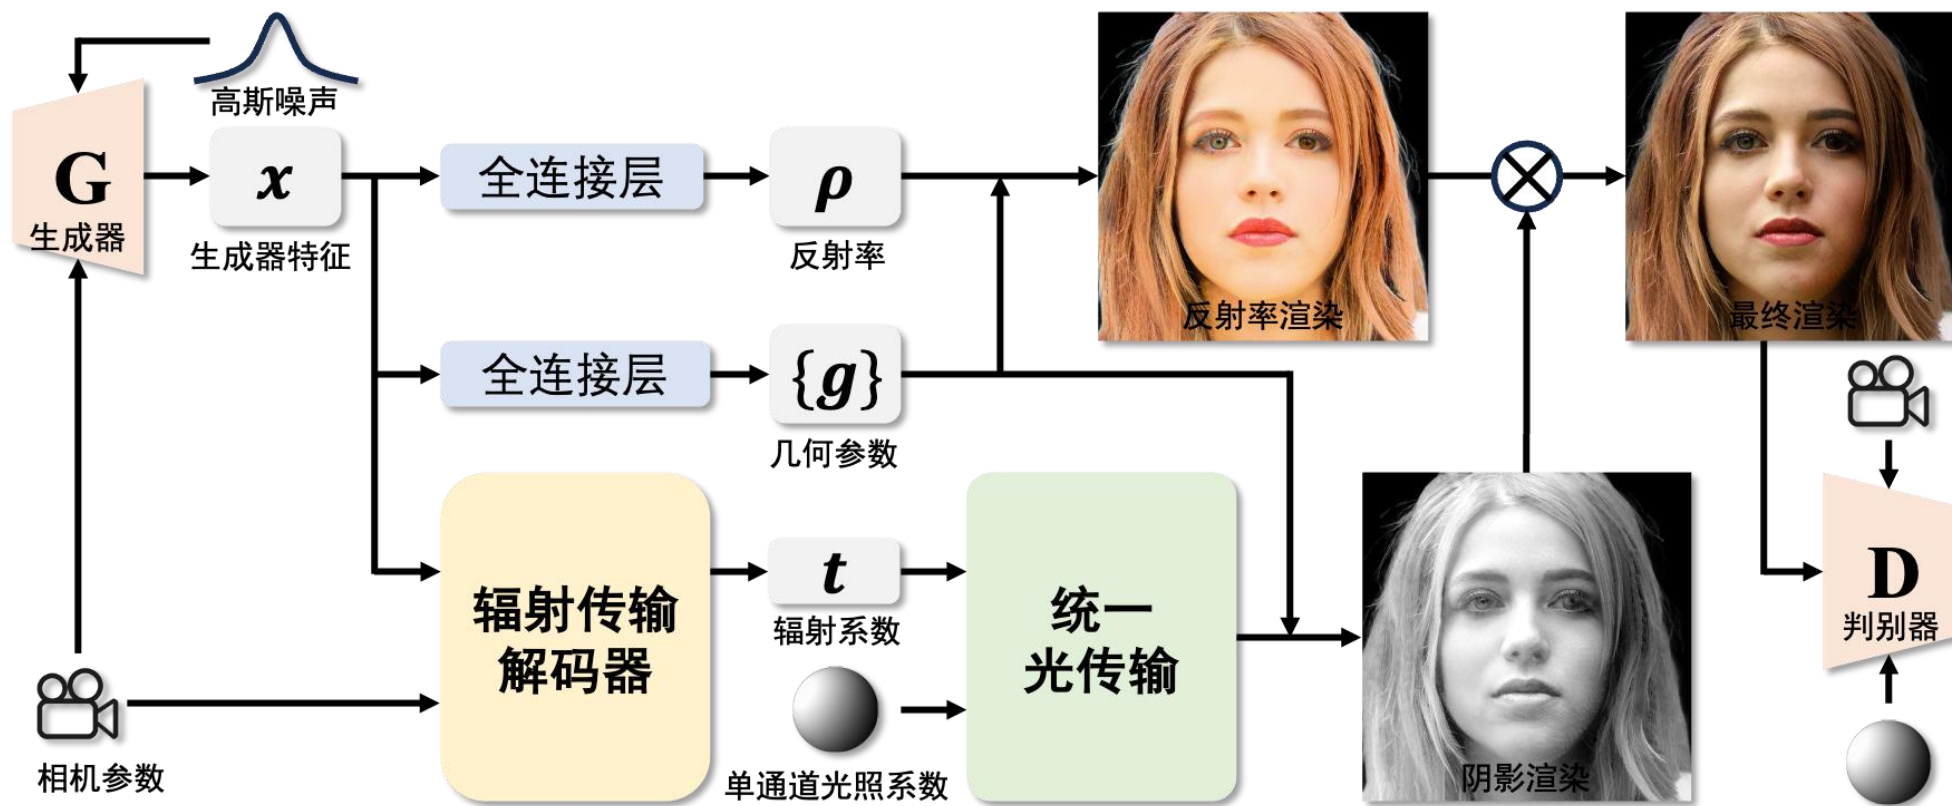 高斯噪声
G
生成器
x
生成器特征
全连接层
ρ
反射率
反射率渲染
最终渲染
全连接层
{g}
几何参数
辐射传输
解码器
t
辐射系数
统一
光传输
D
判别器
相机参数
单通道光照系数
阴影渲染